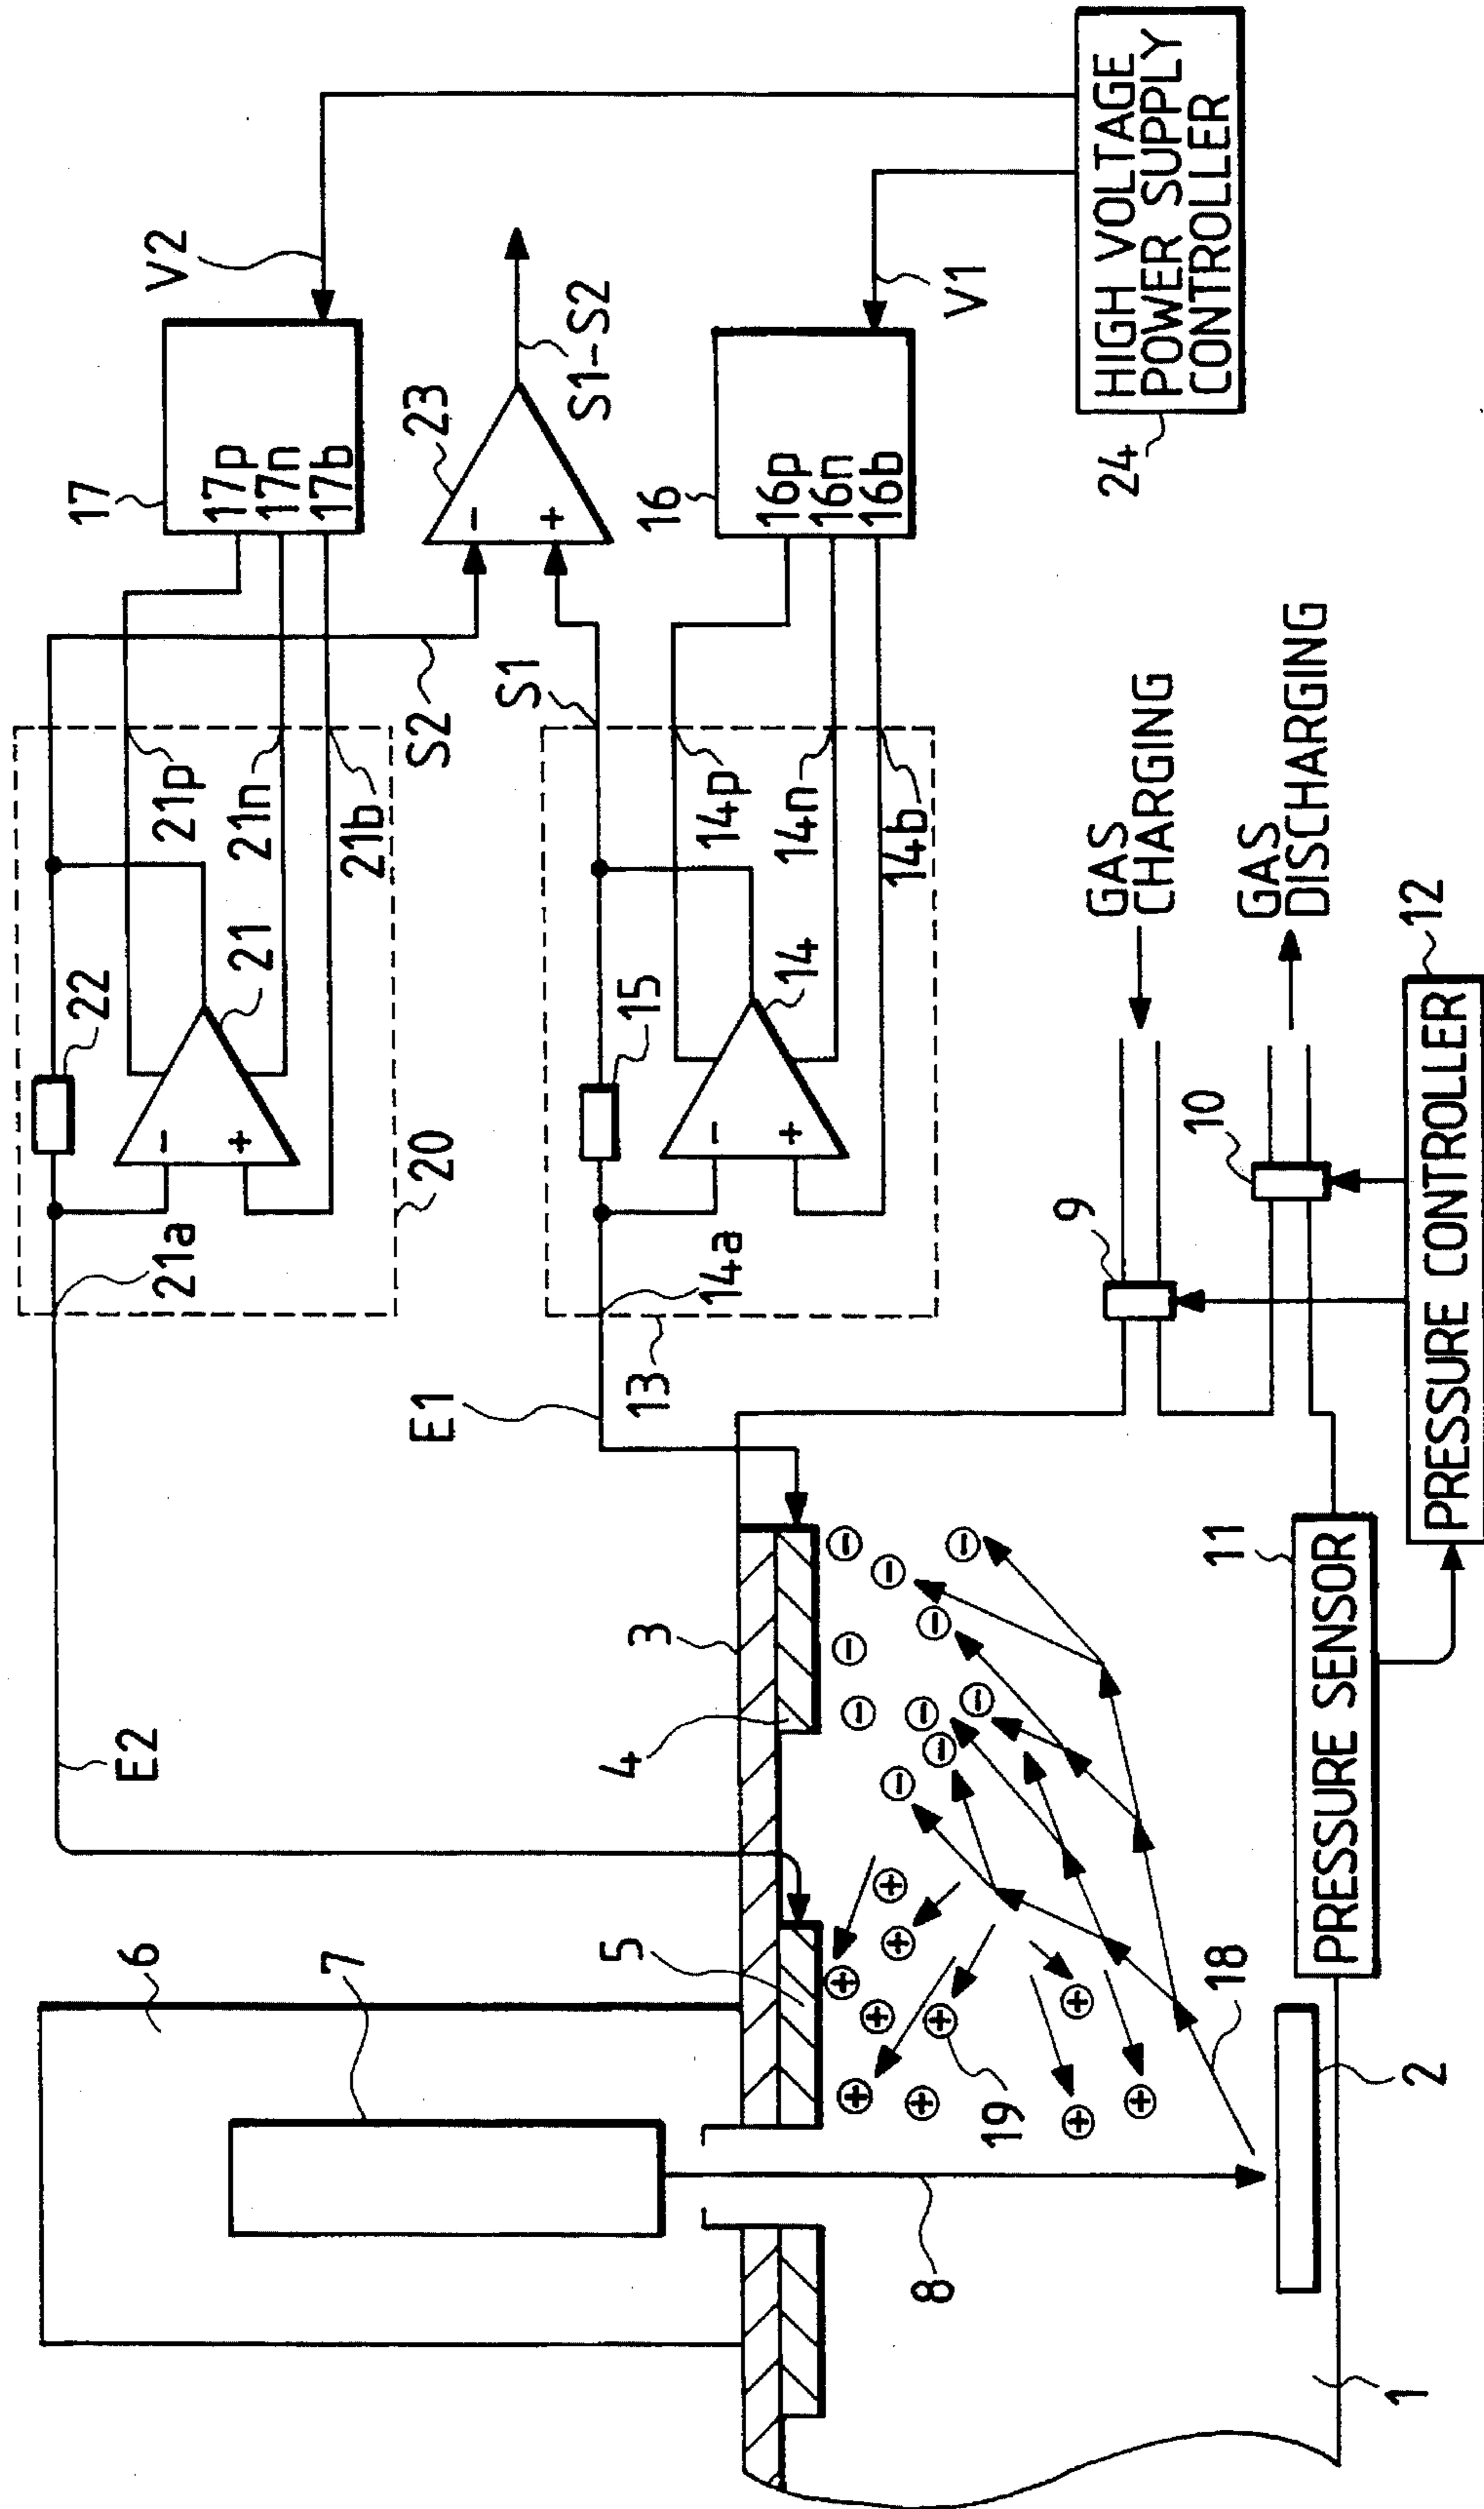 6
7
E2
21a
22
21
21p
21n
21b
20
S2
17
17p
17n
17b
V2
23
−
+
−
+
S1-S2
S1
E1
13
14a
15
14
14p
14n
14b
−
+
16
16p
16n
16b
V1
24
HIGH VOLTAGE
POWER SUPPLY
CONTROLLER
3
4
5
8
19
18
2
1
9
10
GAS
CHARGING
GAS
DISCHARGING
11
PRESSURE SENSOR
12
PRESSURE CONTROLLER